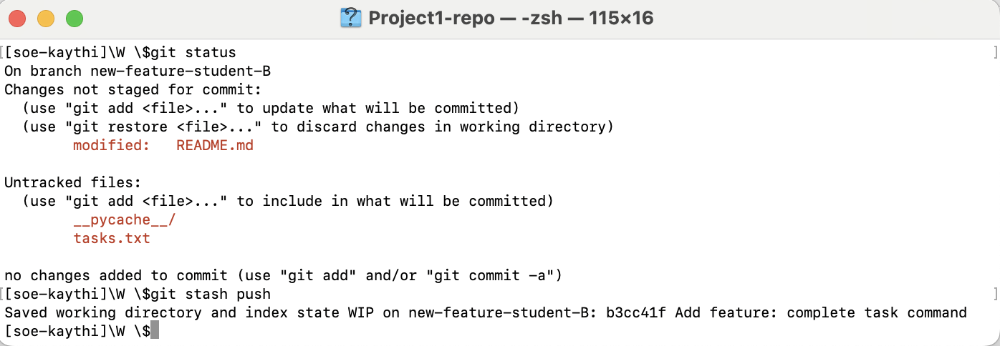 Project1-repo — -zsh — 115×16
[[soe-kaythi]\W \$git status ]
On branch new-feature-student-B
Changes not staged for commit:
  (use "git add <file>..." to update what will be committed)
  (use "git restore <file>..." to discard changes in working directory)
        modified:   README.md
Untracked files:
  (use "git add <file>..." to include in what will be committed)
        __pycache__/
        tasks.txt
no changes added to commit (use "git add" and/or "git commit -a")
[[soe-kaythi]\W \$git stash push ]
Saved working directory and index state WIP on new-feature-student-B: b3cc41f Add feature: complete task command
[soe-kaythi]\W \$